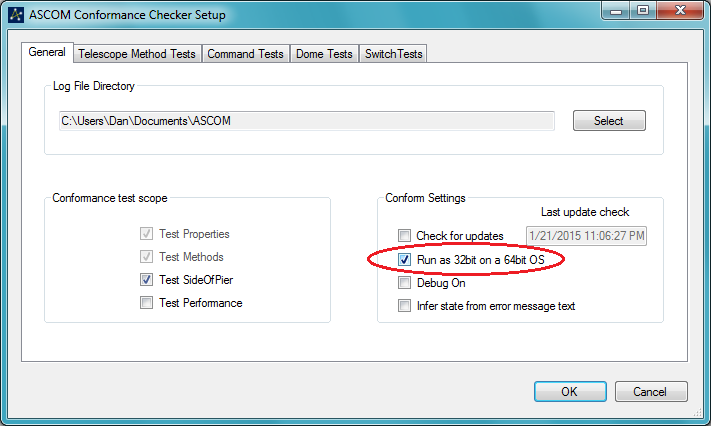 ASCOM Conformance Checker Setup
General
Telescope Method Tests
Command Tests
Dome Tests
SwitchTests
Log File Directory
C:\Users\Dan\Documents\ASCOM
Select
Conformance test scope
Test Properties
Test Methods
Test SideOfPier
Test Performance
Conform Settings
Last update check
Check for updates
1/21/2015 11:06:27 PM
Run as 32bit on a 64bit OS
Debug On
Infer state from error message text
OK
Cancel